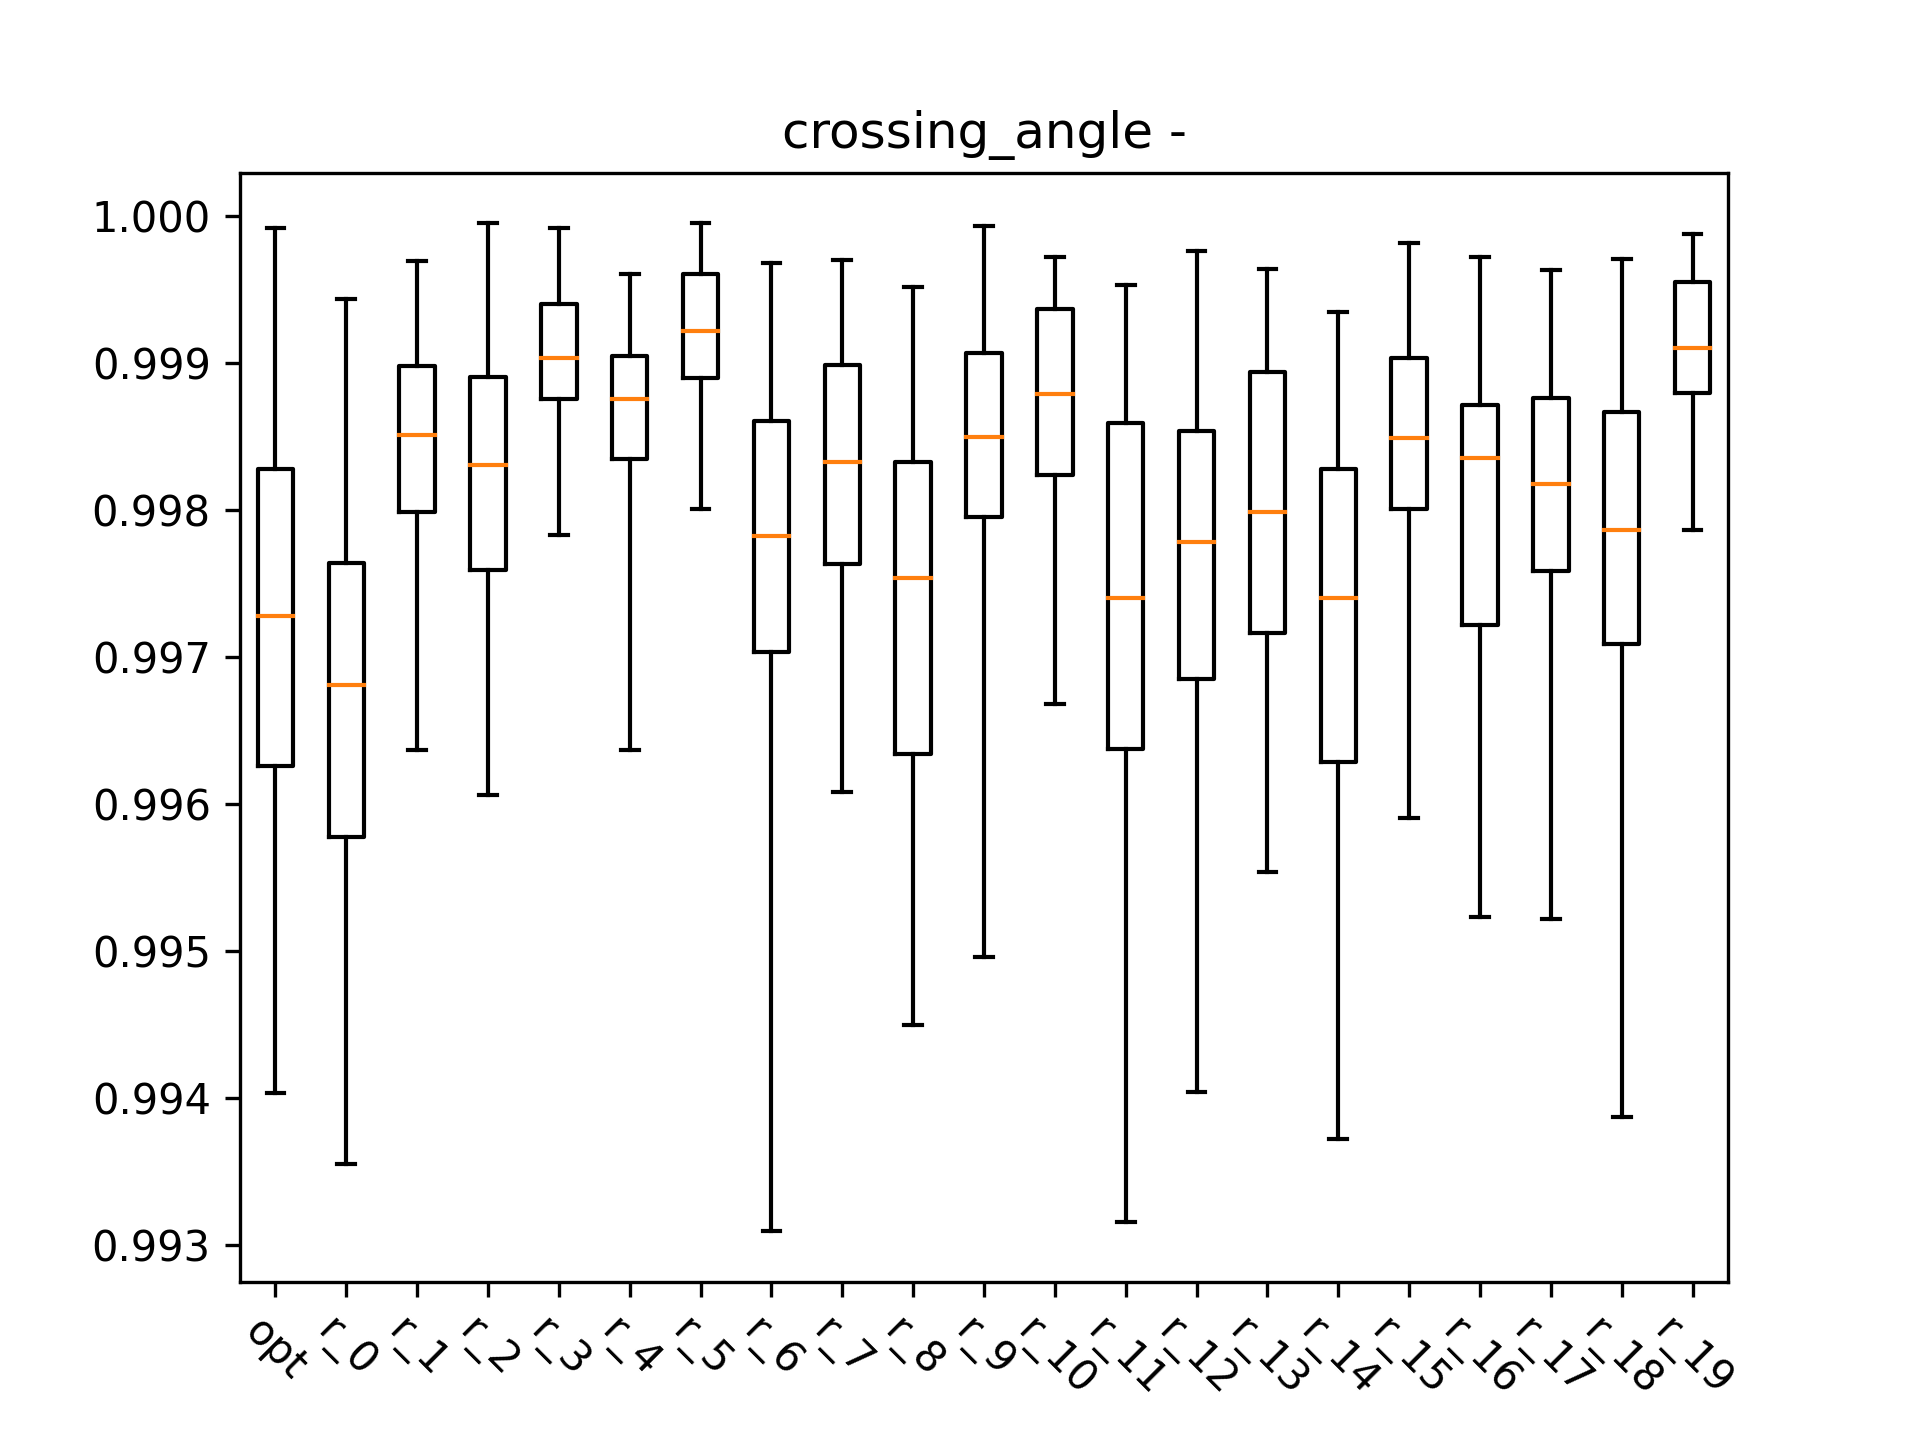 crossing_angle -
1.000
0.999
0.998
0.997
0.996
0.995
0.994
0.993
opt
r_0
r_1
r_2
r_3
r_4
r_5
r_6
r_7
r_8
r_9
r_10
r_11
r_12
r_13
r_14
r_15
r_16
r_17
r_18
r_19